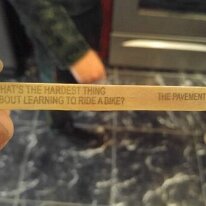 HAT'S THE HARDEST THING
BOUT LEARNING TO RIDE A BIKE?
THE PAVEMENT